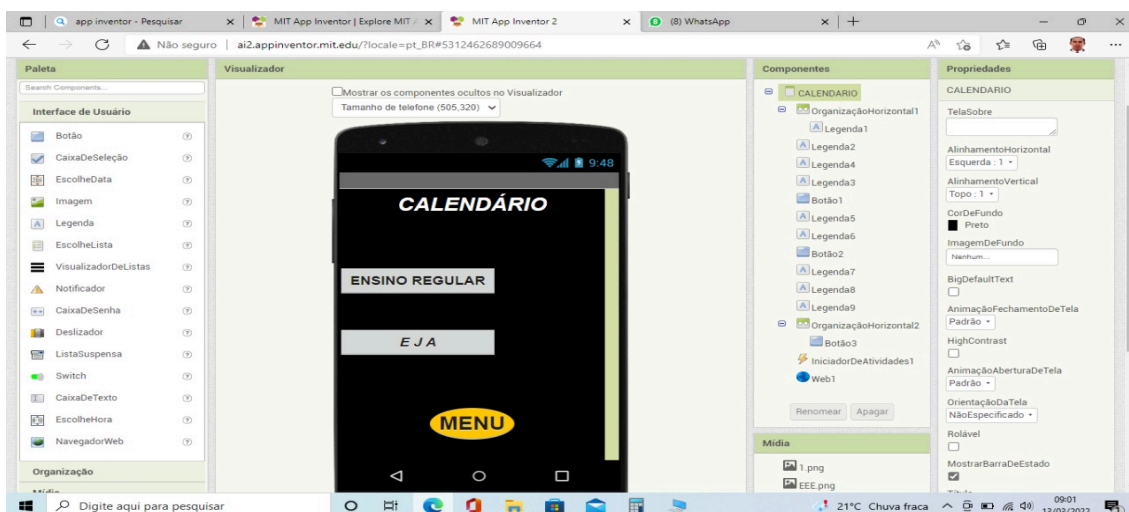 app inventor - Pesquisar
MIT App Inventor | Explore MIT A
MIT App Inventor 2
(8) WhatsApp
Não seguro | ai2.appinventor.mit.edu/?locale=pt_BR#5312462689009664
Paleta
Search Components...
Interface de Usuário
Botão
CaixaDeSeleção
EscolheData
Imagem
Legenda
EscolheLista
VisualizadorDeListas
Notificador
CaixaDeSenha
Deslizador
ListaSuspensa
Switch
CaixaDeTexto
EscolheHora
NavegadorWeb
Organização
Visualizador
Mostrar os componentes ocultos no Visualizador
Tamanho de telefone (505,320)
9:48
CALENDÁRIO
ENSINO REGULAR
E J A
MENU
Componentes
CALENDARIO
OrganizaçãoHorizontal1
Legenda1
Legenda2
Legenda4
Legenda3
Botão1
Legenda5
Legenda6
Botão2
Legenda7
Legenda8
Legenda9
OrganizaçãoHorizontal2
Botão3
IniciadorDeAtividades1
Web1
Renomear Apagar
Mídia
1.png
EEE.png
Propriedades
CALENDARIO
TelaSobre
AlinhamentoHorizontal
Esquerda : 1
AlinhamentoVertical
Topo : 1
CorDeFundo
Preto
ImagemDeFundo
Nenhum...
BigDefaultText
AnimaçãoFechamentoDeTela
Padrão
HighContrast
AnimaçãoAberturaDeTela
Padrão
OrientaçãoDaTela
NãoEspecificado
Rolável
MostrarBarraDeEstado
Digite aqui para pesquisar
21°C Chuva fraca
09:01